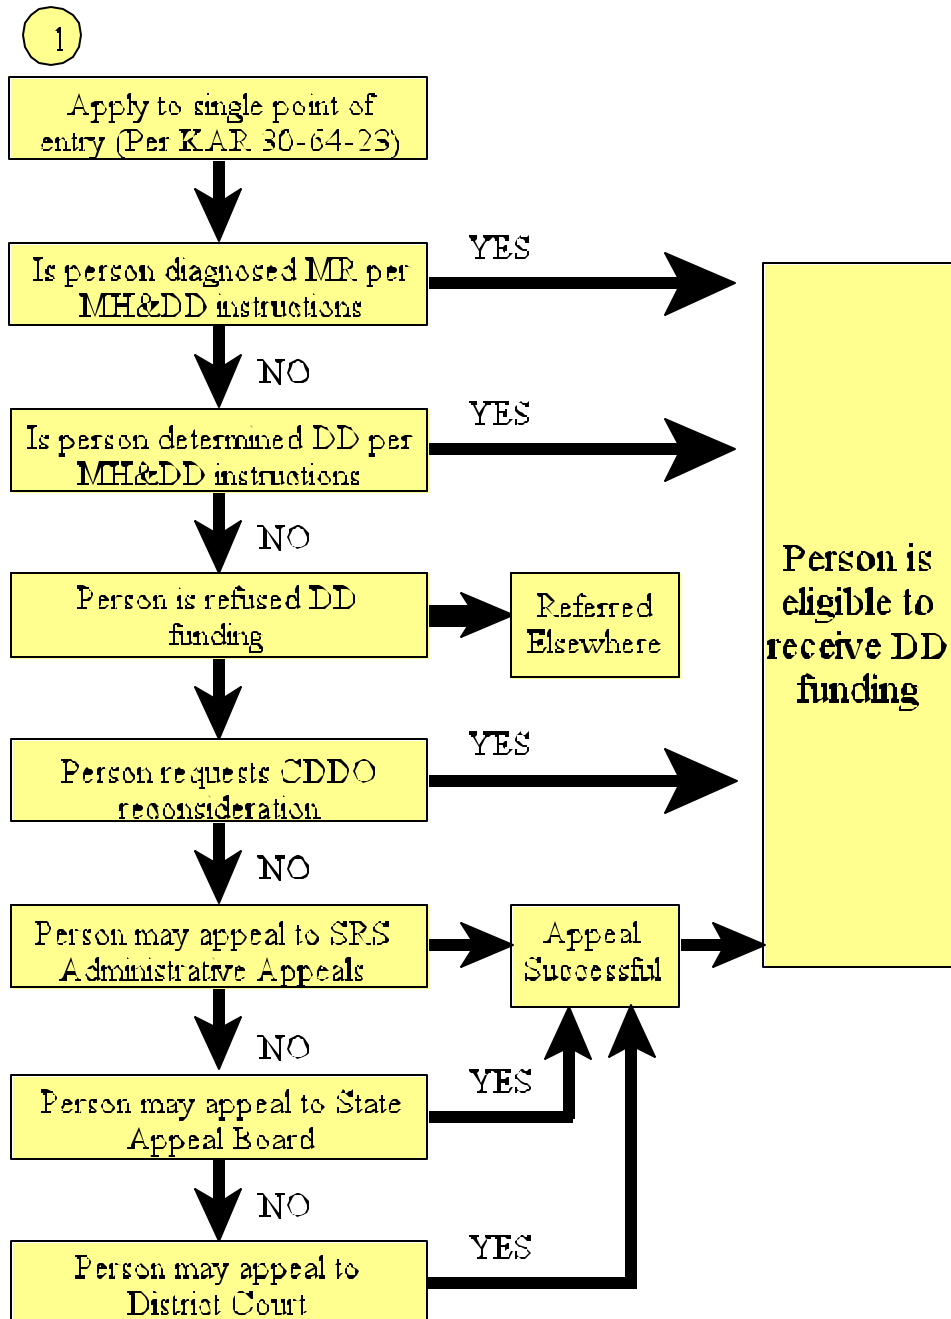 1
Apply to single point of
entry (Per KAR 30-64-23)
YES
Is person diagnosed MR per
MH&DD instructions
NO
YES
Is person determined DD per
MH&DD instructions
NO
Person is refused DD
funding
Referred
Elsewhere
Person is
eligible to
receive DD
funding
YES
Person requests CDDO
reconsideration
NO
Person may appeal to SRS
Administrative Appeals
Appeal
Successful
NO
YES
Person may appeal to State
Appeal Board
NO
YES
Person may appeal to
District Court